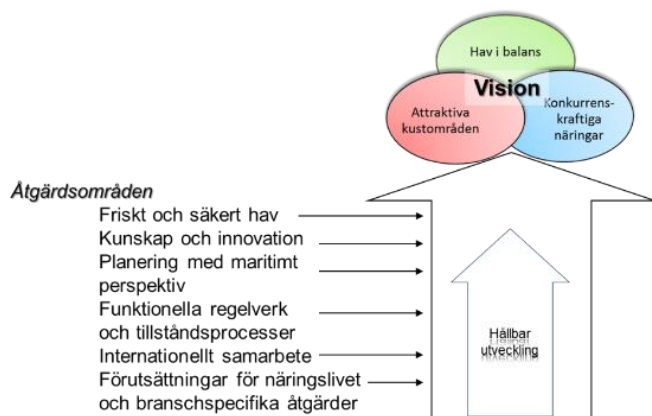 Hav i balans
Vision
Attraktiva
kustområden
Konkurrens-
kraftiga
näringar
Åtgärdsområden
Friskt och säkert hav
Kunskap och innovation
Planering med maritimt
perspektiv
Funktionella regelverk
och tillståndsprocesser
Internationellt samarbete
Förutsättningar för näringslivet
och branschspecifika åtgärder
Hållbar
utveckling